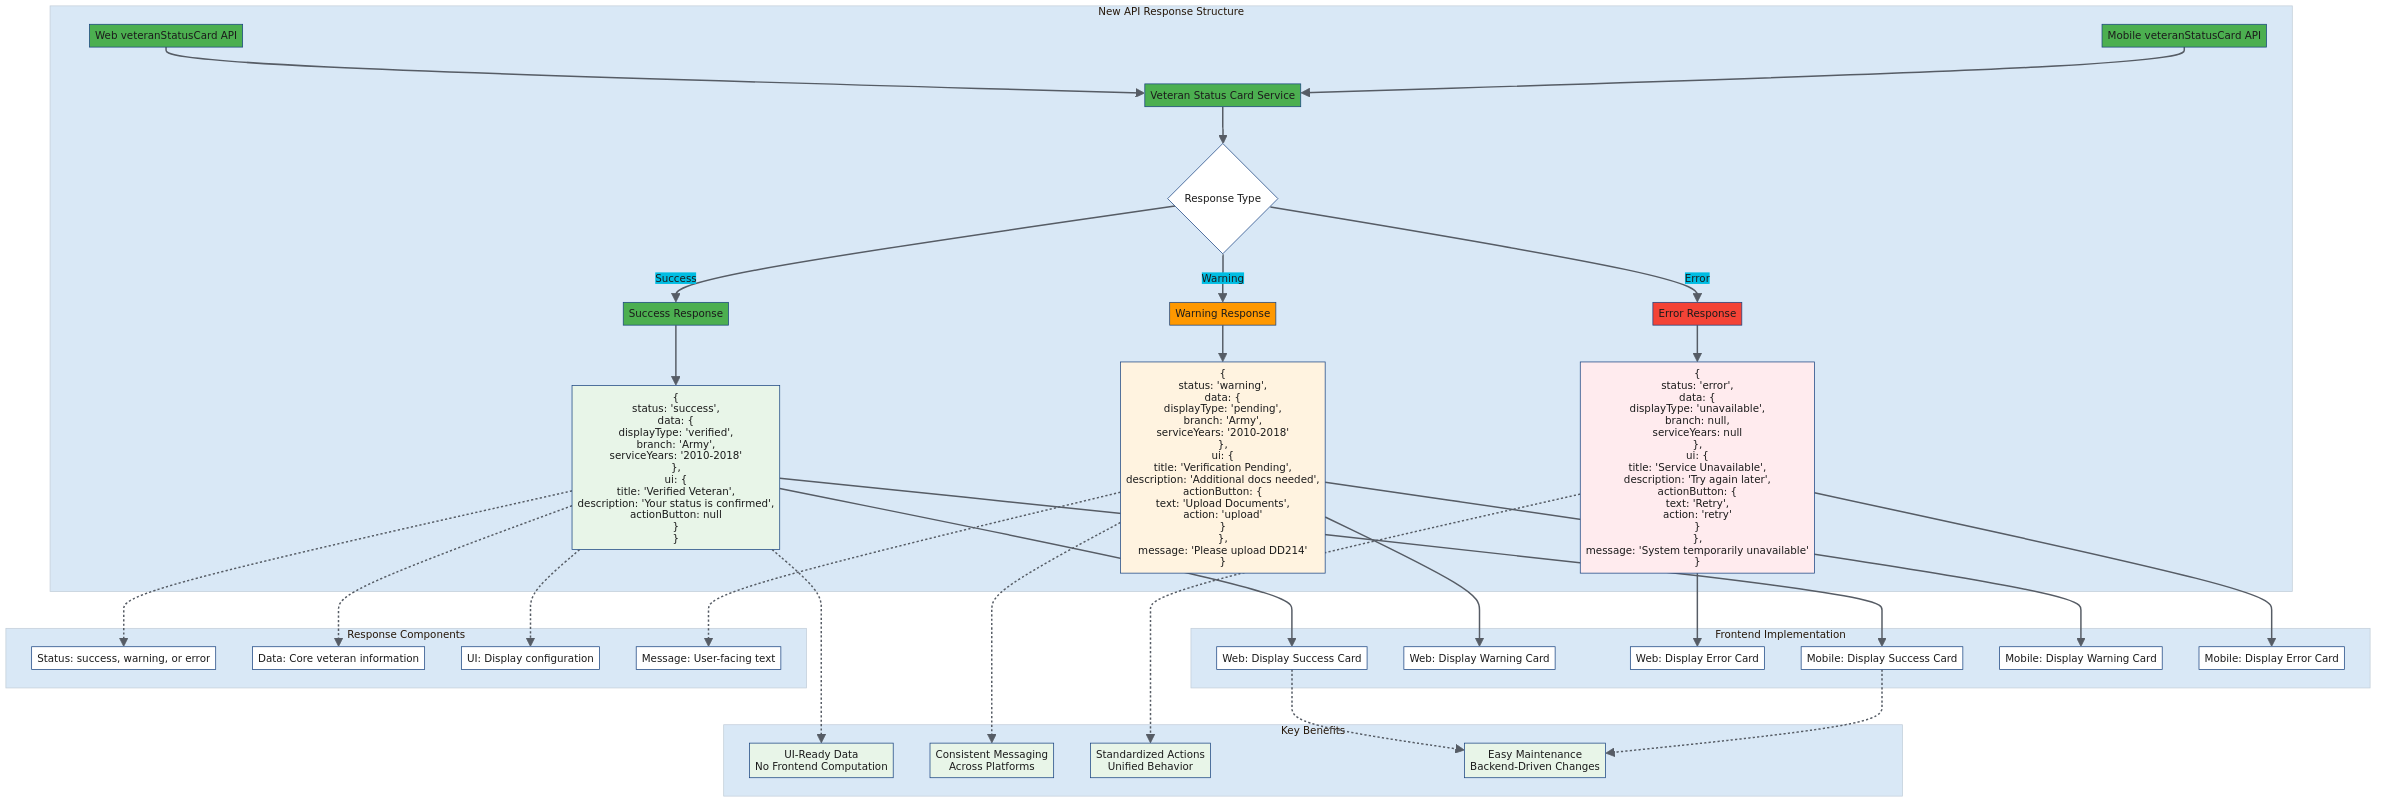 New API Response Structure
Web veteranStatusCard API
Mobile veteranStatusCard API
Veteran Status Card Service
Response Type
Success
Warning
Error
Success Response
Warning Response
Error Response
{
status: 'success',
data: {
displayType: 'verified',
branch: 'Army',
serviceYears: '2010-2018'
},
ui: {
title: 'Verified Veteran',
description: 'Your status is confirmed',
actionButton: null
}
}
{
status: 'warning',
data: {
displayType: 'pending',
branch: 'Army',
serviceYears: '2010-2018'
},
ui: {
title: 'Verification Pending',
description: 'Additional docs needed',
actionButton: {
text: 'Upload Documents',
action: 'upload'
}
},
message: 'Please upload DD214'
}
{
status: 'error',
data: {
displayType: 'unavailable',
branch: null,
serviceYears: null
},
ui: {
title: 'Service Unavailable',
description: 'Try again later',
actionButton: {
text: 'Retry',
action: 'retry'
}
},
message: 'System temporarily unavailable'
}
Response Components
Status: success, warning, or error
Data: Core veteran information
UI: Display configuration
Message: User-facing text
Frontend Implementation
Web: Display Success Card
Web: Display Warning Card
Web: Display Error Card
Mobile: Display Success Card
Mobile: Display Warning Card
Mobile: Display Error Card
Key Benefits
UI-Ready Data
No Frontend Computation
Consistent Messaging
Across Platforms
Standardized Actions
Unified Behavior
Easy Maintenance
Backend-Driven Changes